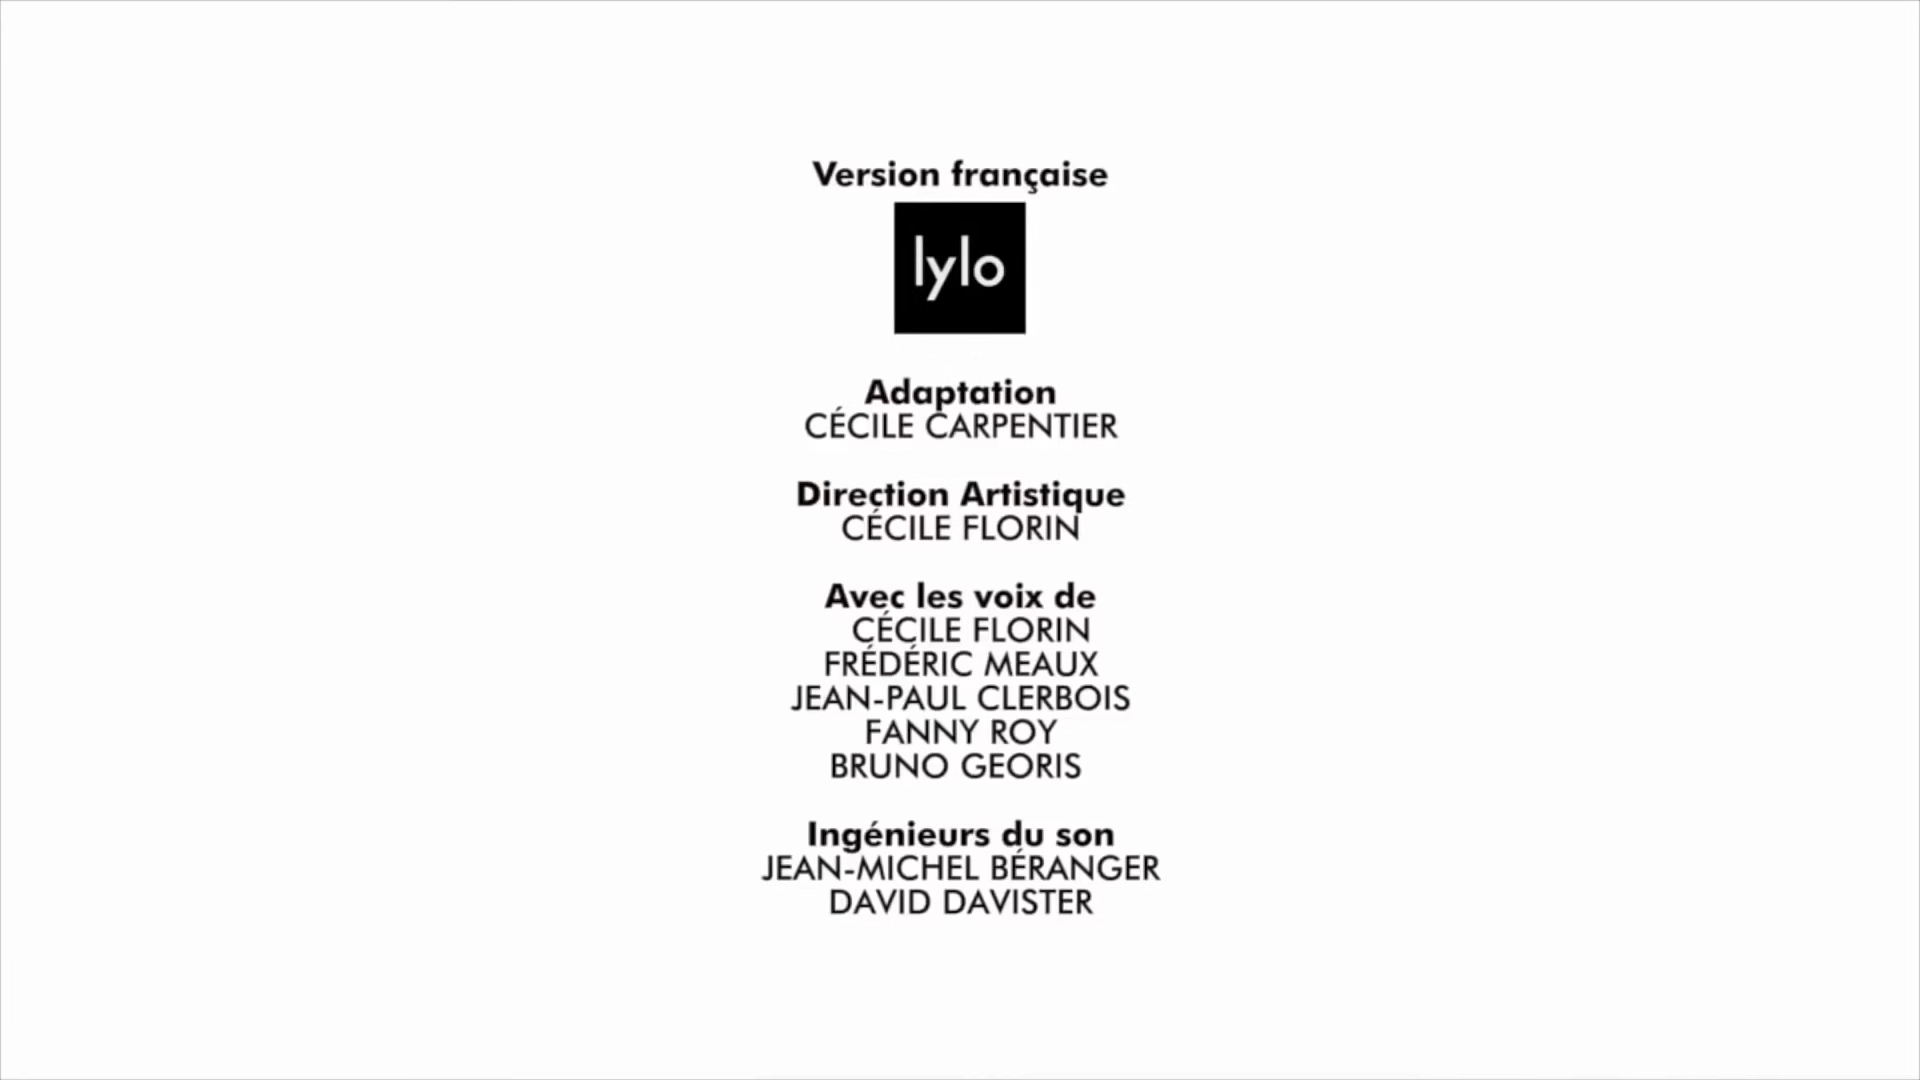 Version française
lylo
Adaptation
CÉCILE CARPENTIER
Direction Artistique
CÉCILE FLORIN
Avec les voix de
CÉCILE FLORIN
FRÉDÉRIC MEAUX
JEAN-PAUL CLERBOIS
FANNY ROY
BRUNO GEORIS
Ingénieurs du son
JEAN-MICHEL BÉRANGER
DAVID DAVISTER